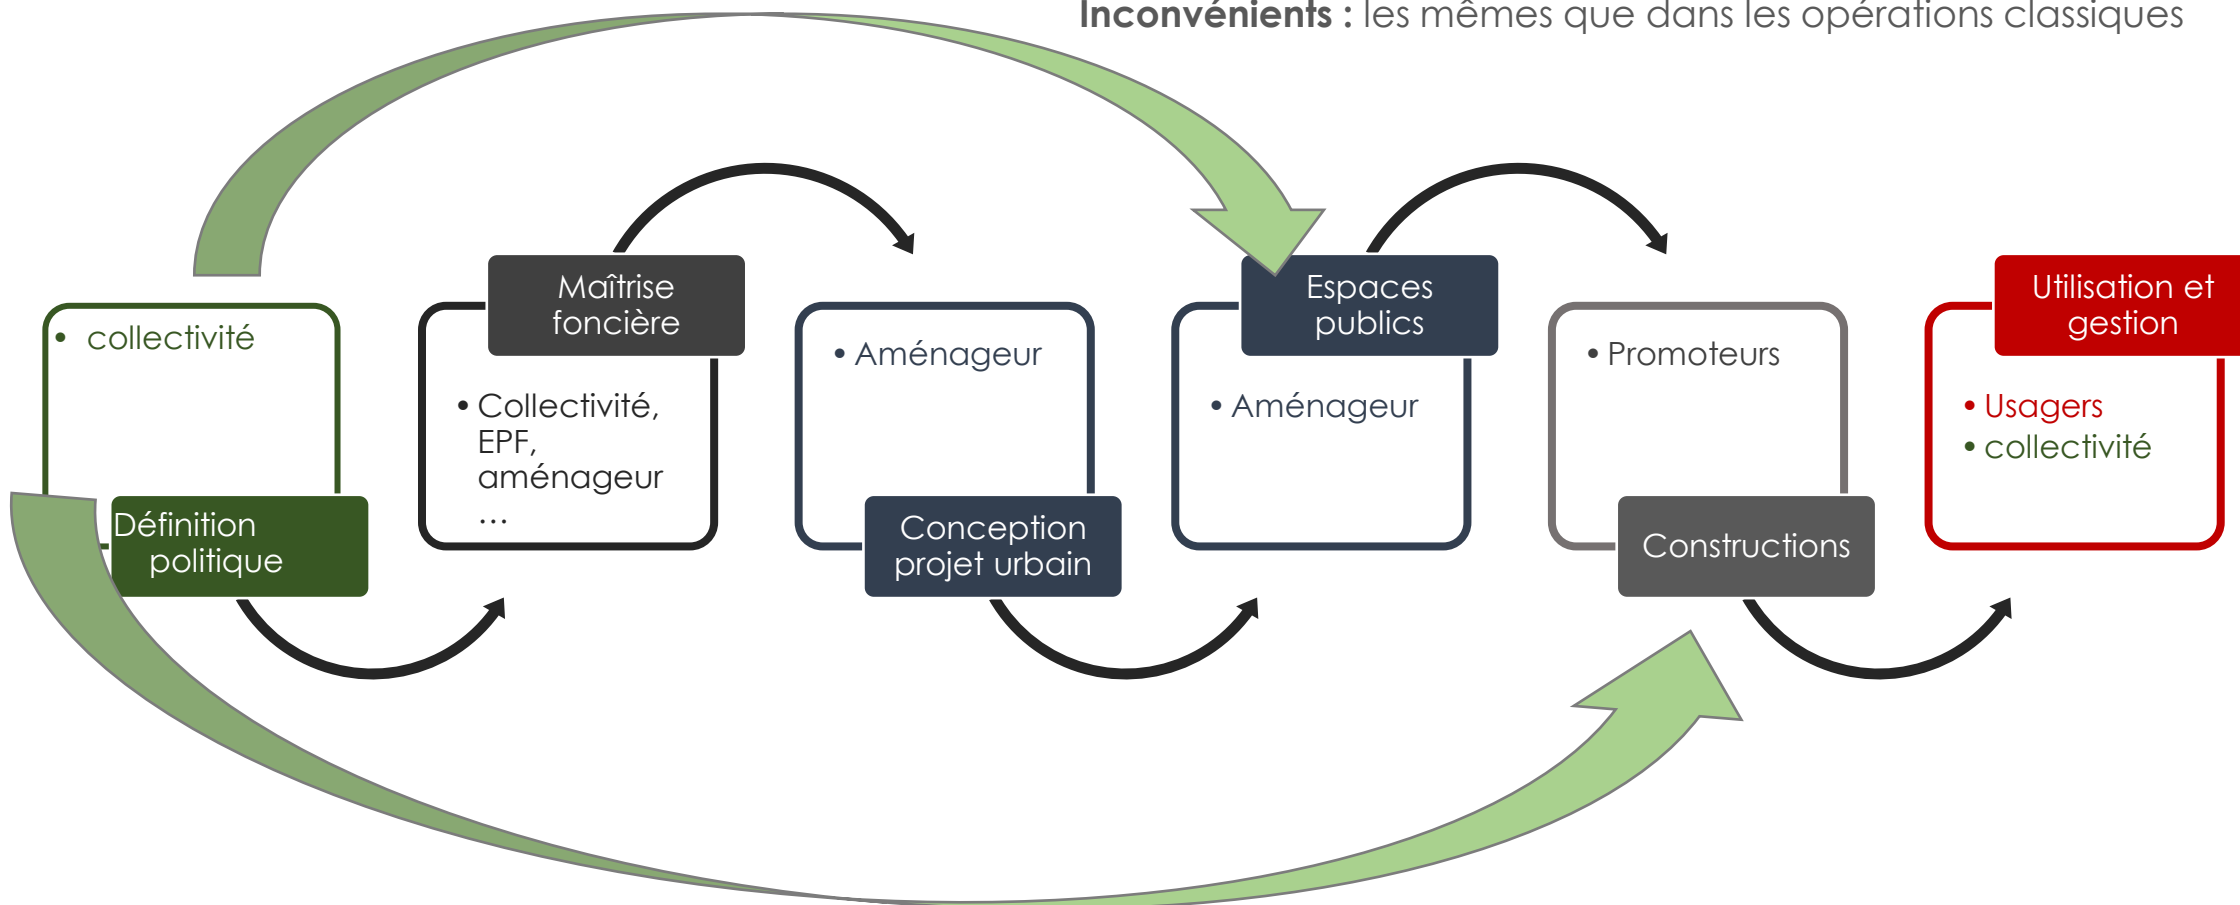 Inconvénients : les mêmes que dans les opérations classiques
• collectivité
Définition
politique
Maîtrise
foncière
• Collectivité,
EPF,
aménageur
…
• Aménageur
Conception
projet urbain
Espaces
publics
• Aménageur
• Promoteurs
Constructions
Utilisation et
gestion
• Usagers
• collectivité